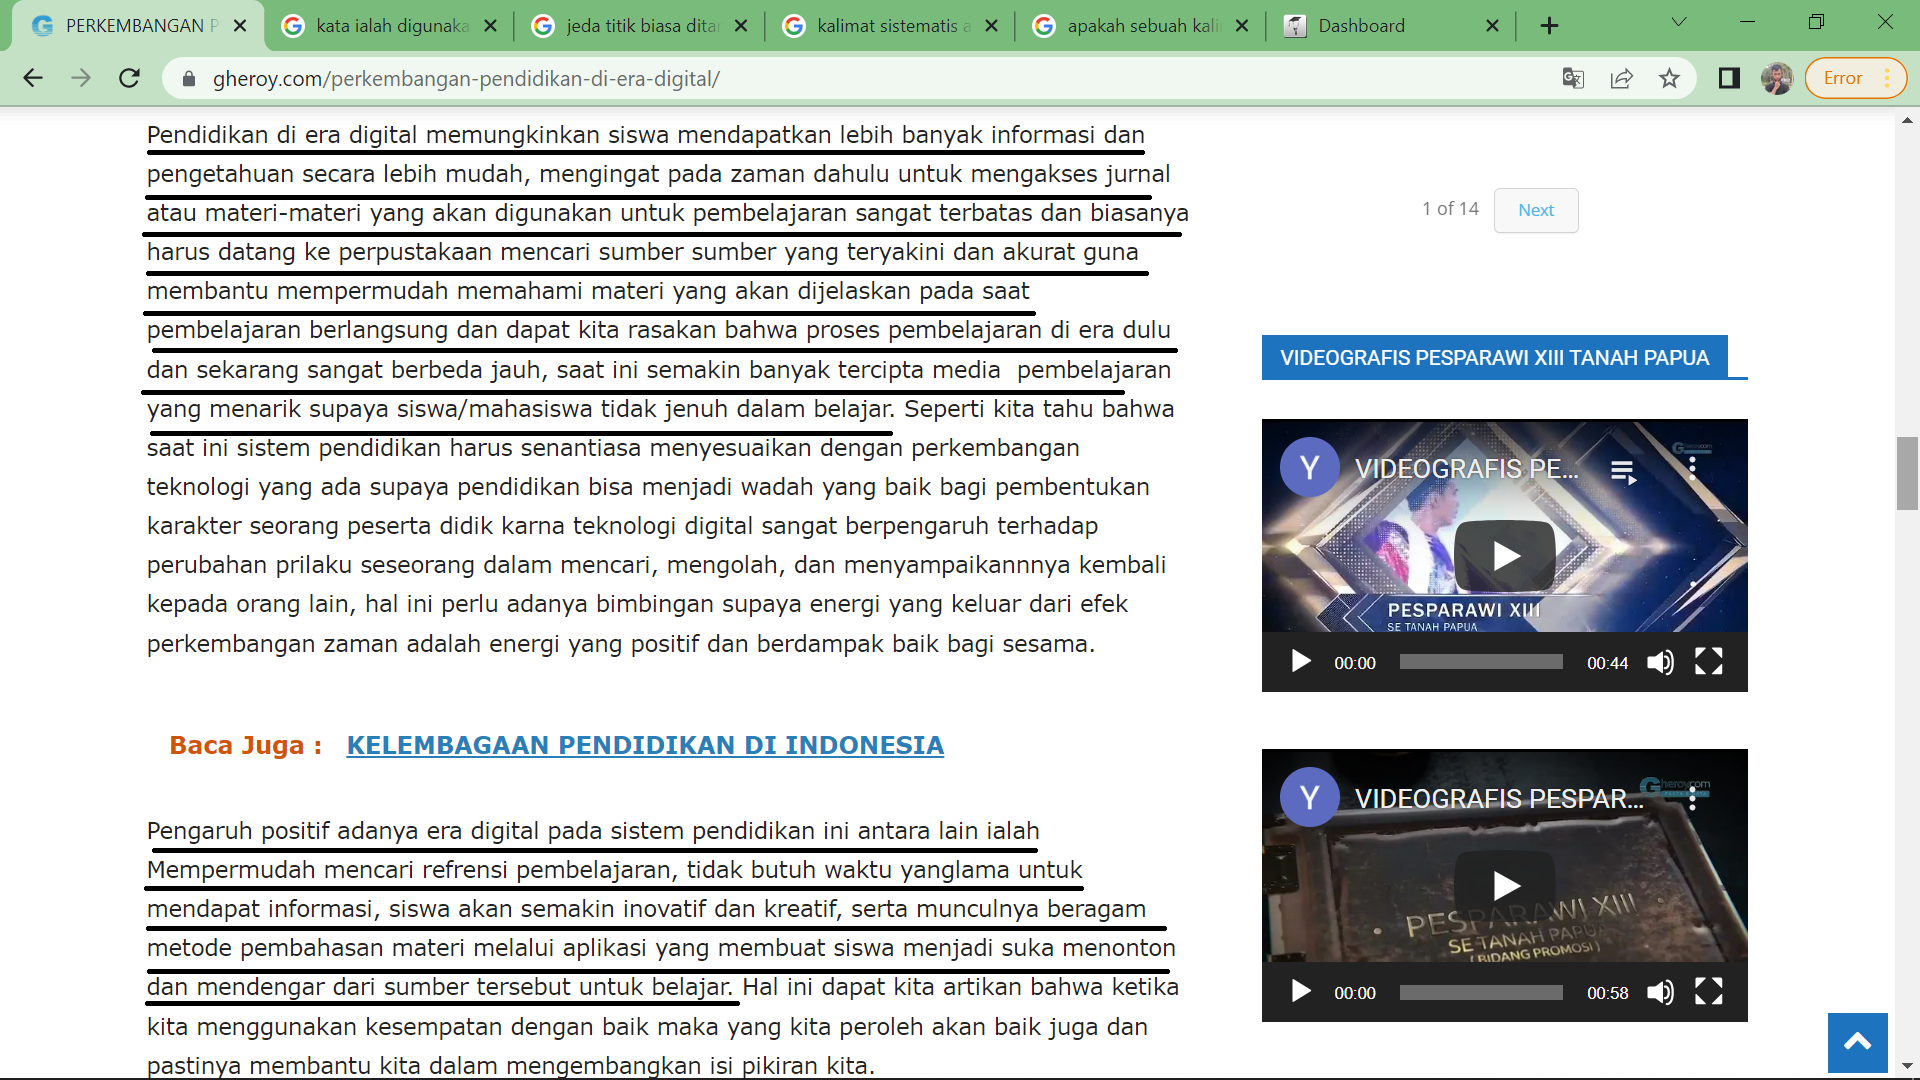 PERKEMBANGAN P
kata ialah digunaka
jeda titik biasa ditar
kalimat sistematis a
apakah sebuah kali
Dashboard
gheroy.com/perkembangan-pendidikan-di-era-digital/
Error
Pendidikan di era digital memungkinkan siswa mendapatkan lebih banyak informasi dan
pengetahuan secara lebih mudah, mengingat pada zaman dahulu untuk mengakses jurnal
atau materi-materi yang akan digunakan untuk pembelajaran sangat terbatas dan biasanya
harus datang ke perpustakaan mencari sumber sumber yang teryakini dan akurat guna
membantu mempermudah memahami materi yang akan dijelaskan pada saat
pembelajaran berlangsung dan dapat kita rasakan bahwa proses pembelajaran di era dulu
dan sekarang sangat berbeda jauh, saat ini semakin banyak tercipta media  pembelajaran
yang menarik supaya siswa/mahasiswa tidak jenuh dalam belajar. Seperti kita tahu bahwa
saat ini sistem pendidikan harus senantiasa menyesuaikan dengan perkembangan
teknologi yang ada supaya pendidikan bisa menjadi wadah yang baik bagi pembentukan
karakter seorang peserta didik karna teknologi digital sangat berpengaruh terhadap
perubahan prilaku seseorang dalam mencari, mengolah, dan menyampaikannnya kembali
kepada orang lain, hal ini perlu adanya bimbingan supaya energi yang keluar dari efek
perkembangan zaman adalah energi yang positif dan berdampak baik bagi sesama.
Baca Juga : KELEMBAGAAN PENDIDIKAN DI INDONESIA
Pengaruh positif adanya era digital pada sistem pendidikan ini antara lain ialah
Mempermudah mencari refrensi pembelajaran, tidak butuh waktu yanglama untuk
mendapat informasi, siswa akan semakin inovatif dan kreatif, serta munculnya beragam
metode pembahasan materi melalui aplikasi yang membuat siswa menjadi suka menonton
dan mendengar dari sumber tersebut untuk belajar. Hal ini dapat kita artikan bahwa ketika
kita menggunakan kesempatan dengan baik maka yang kita peroleh akan baik juga dan
pastinya membantu kita dalam mengembangkan isi pikiran kita.
1 of 14 Next
VIDEOGRAFIS PESPARAWI XIII TANAH PAPUA
Y VIDEOGRAFIS PE...
PESPARAWI XIII
SE TANAH PAPUA
00:00 00:44
Y VIDEOGRAFIS PESPAR...
Gheroycom
PESPARAWI XIII
SE TANAH PAPUA
( BIDANG PROMOSI )
00:00 00:58